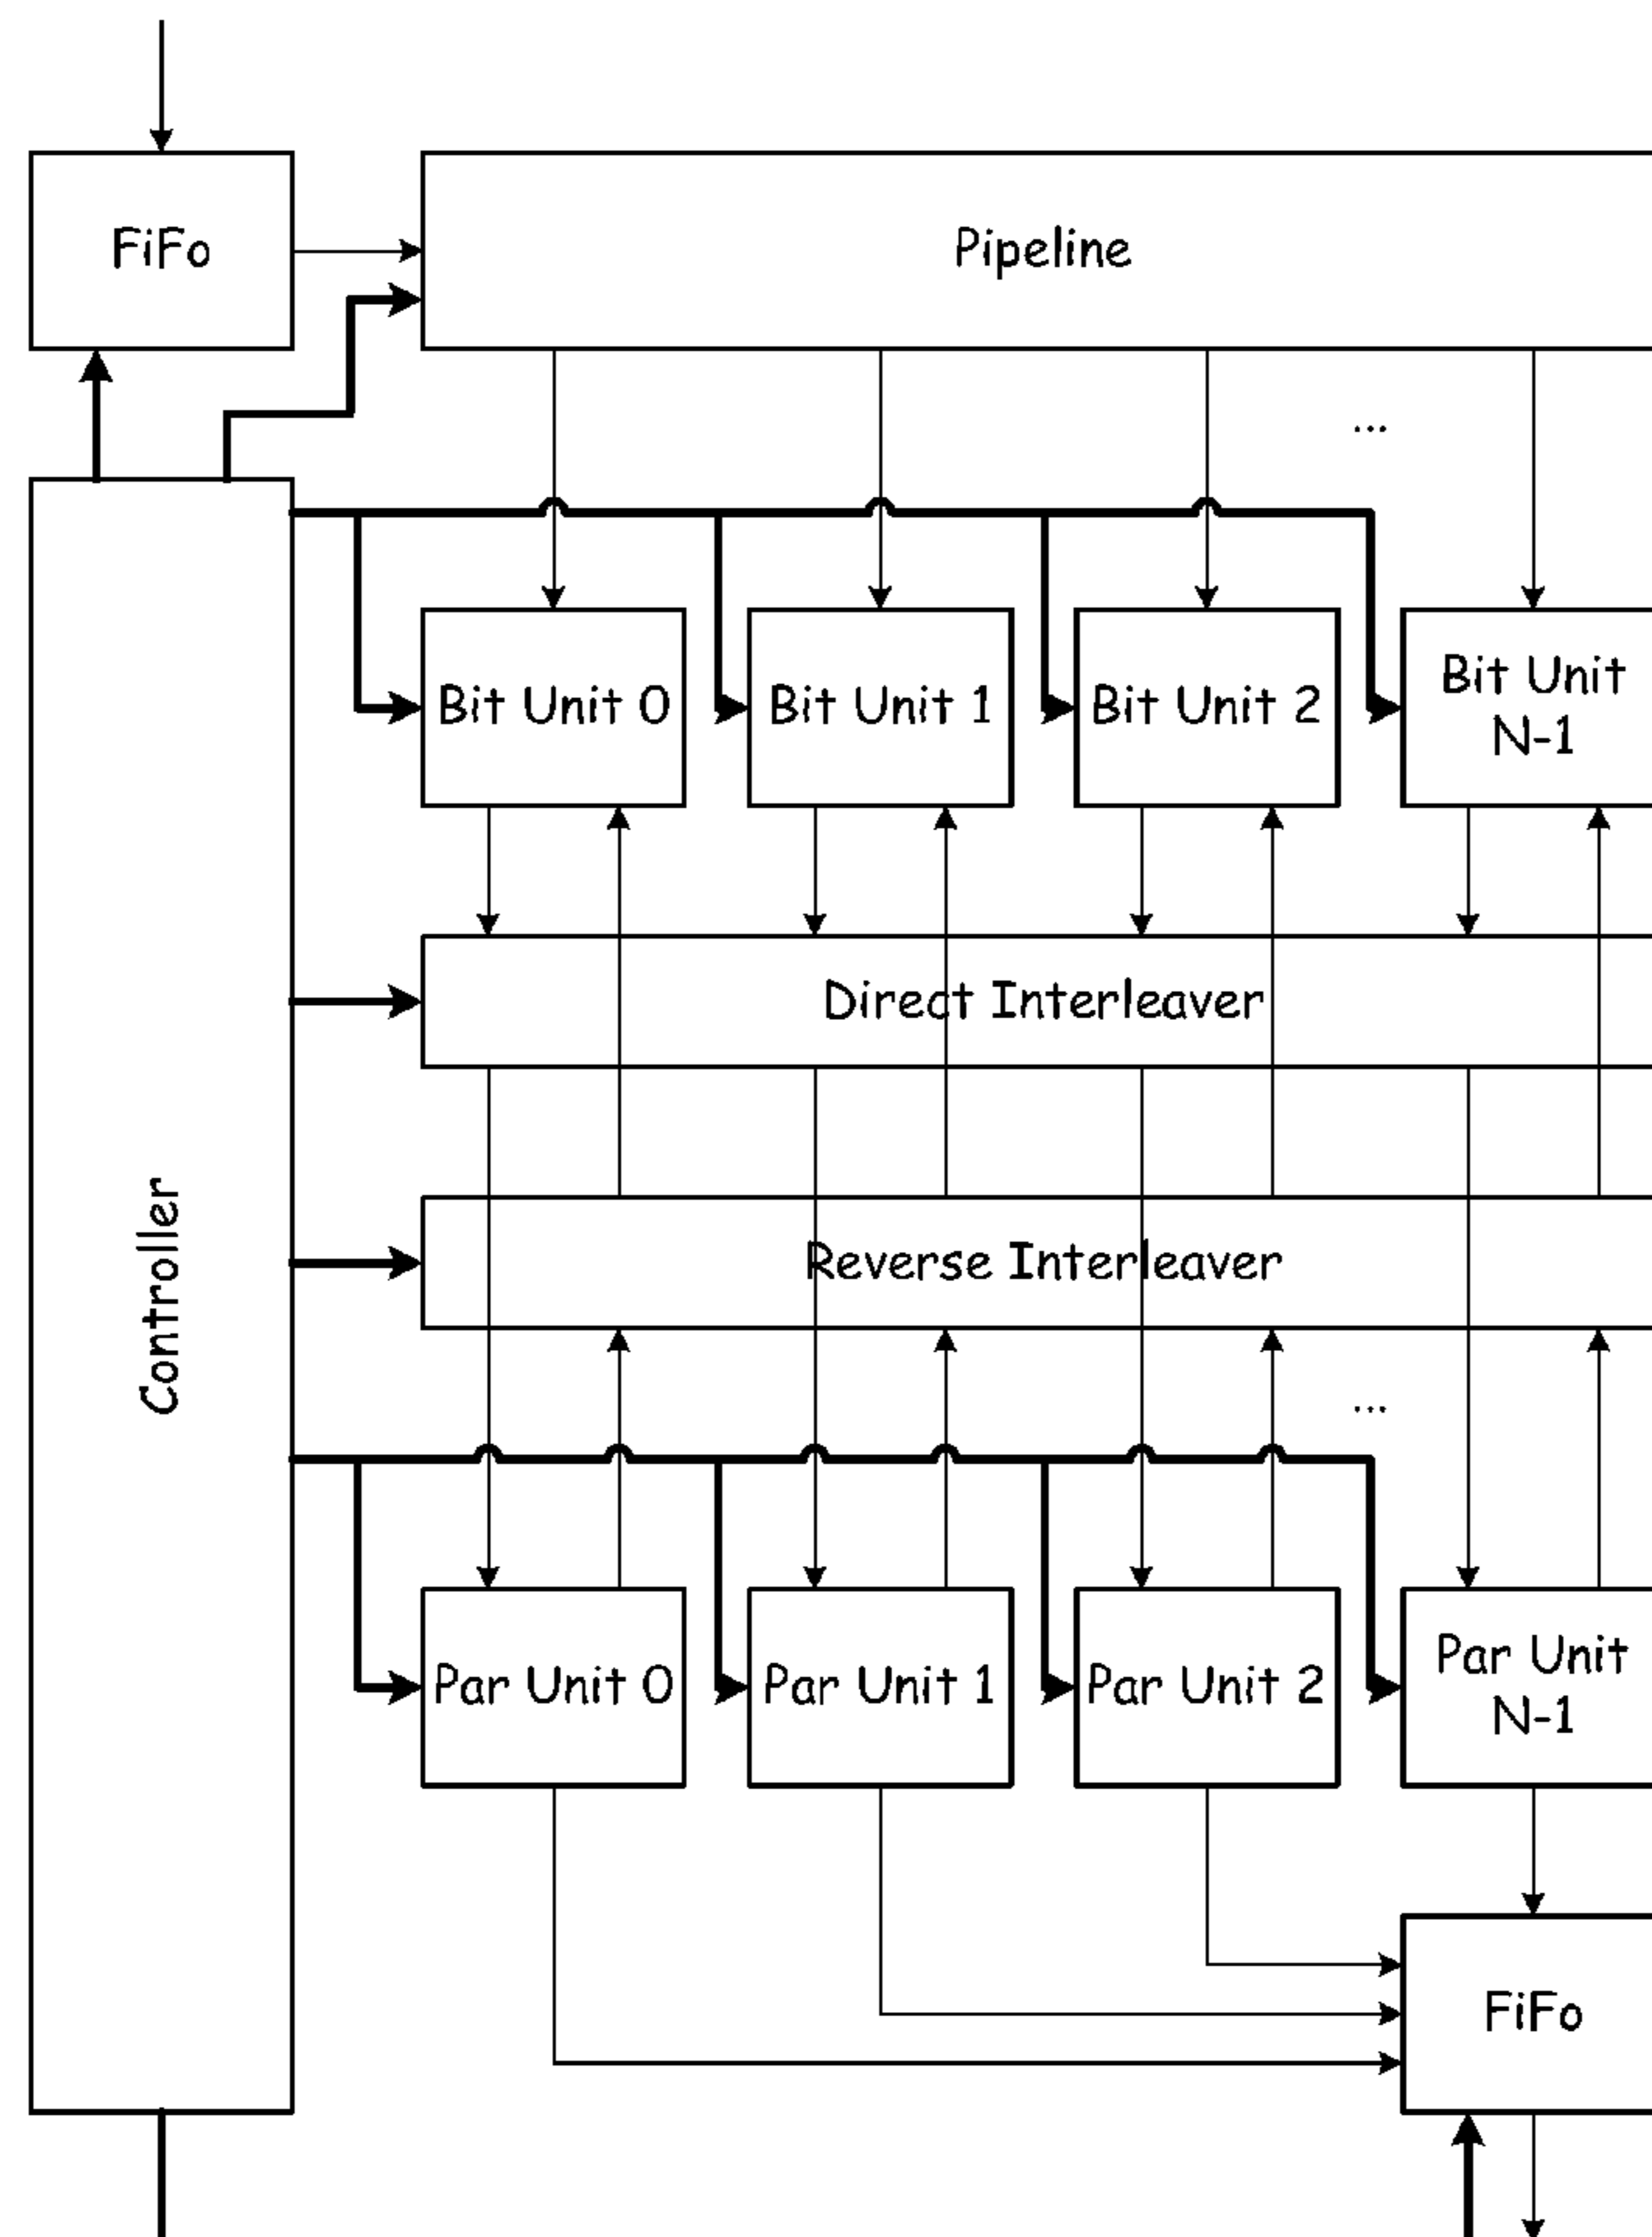 FiFo
Pipeline
...
Bit Unit 0
Bit Unit 1
Bit Unit 2
Bit Unit
N-1
Direct Interleaver
Controller
Reverse Interleaver
...
Par Unit 0
Par Unit 1
Par Unit 2
Par Unit
N-1
FiFo